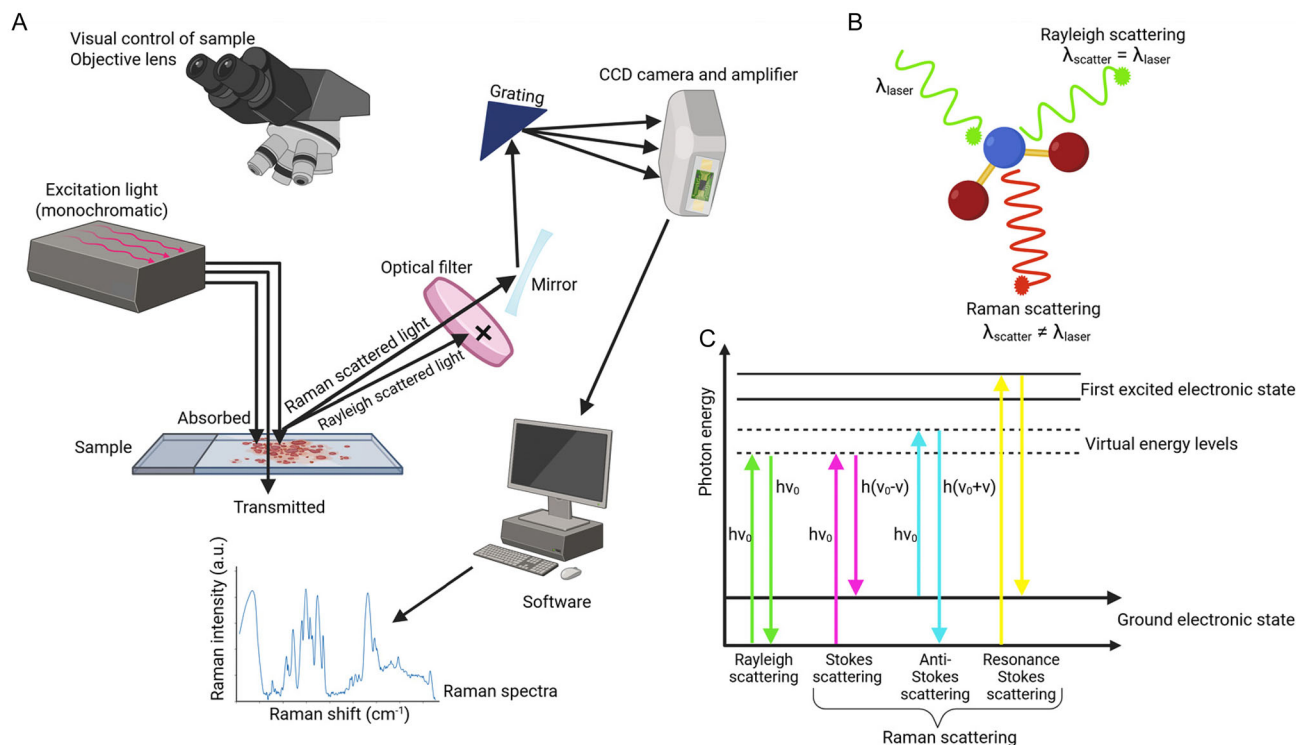 A
Visual control of sample
Objective lens
Excitation light
(monochromatic)
Grating
CCD camera and amplifier
Optical filter
Mirror
Raman scattered light
Rayleigh scattered light
Absorbed
Sample
Transmitted
Software
Raman intensity (a.u.)
Raman spectra
Raman shift (cm⁻¹)
B
Rayleigh scattering
λscatter = λlaser
λlaser
Raman scattering
λscatter ≠ λlaser
C
Photon energy
First excited electronic state
Virtual energy levels
hν₀
h(ν₀-ν)
h(ν₀+ν)
hν₀
hν₀
hν₀
Ground electronic state
Rayleigh
scattering
Stokes
scattering
Anti-
Stokes
scattering
Resonance
Stokes
scattering
Raman scattering